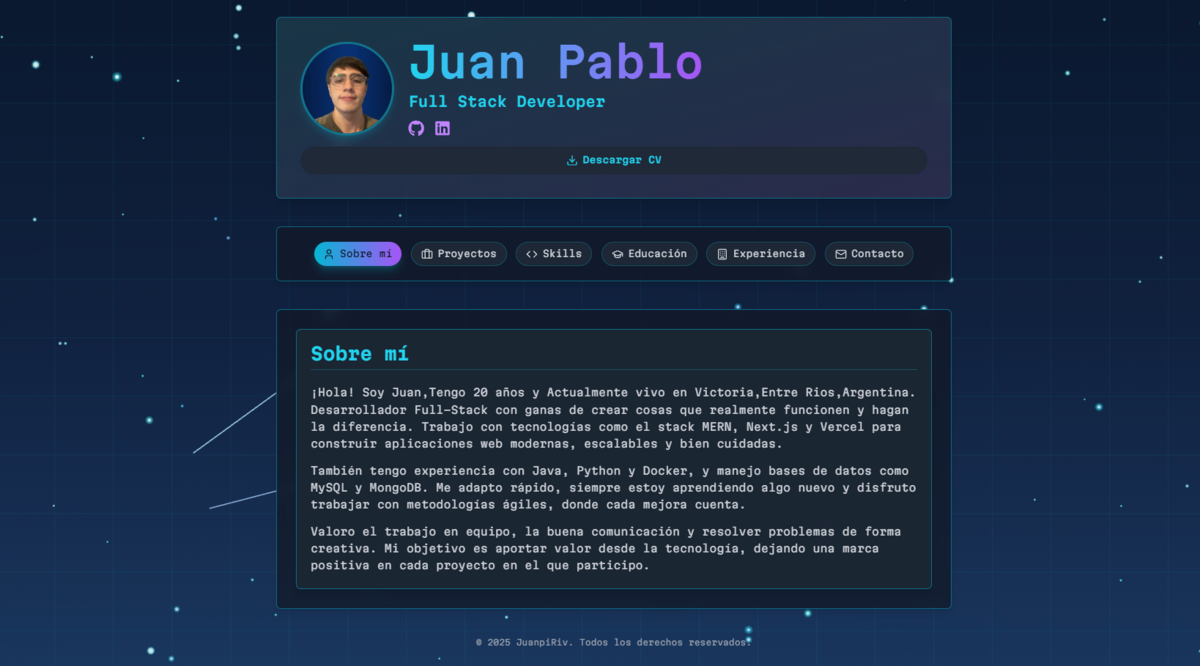 Juan Pablo
Full Stack Developer
Descargar CV
Sobre mí
Proyectos
Skills
Educación
Experiencia
Contacto
Sobre mí
¡Hola! Soy Juan,Tengo 20 años y Actualmente vivo en Victoria,Entre Rios,Argentina.
Desarrollador Full-Stack con ganas de crear cosas que realmente funcionen y hagan
la diferencia. Trabajo con tecnologías como el stack MERN, Next.js y Vercel para
construir aplicaciones web modernas, escalables y bien cuidadas.
También tengo experiencia con Java, Python y Docker, y manejo bases de datos como
MySQL y MongoDB. Me adapto rápido, siempre estoy aprendiendo algo nuevo y disfruto
trabajar con metodologías ágiles, donde cada mejora cuenta.
Valoro el trabajo en equipo, la buena comunicación y resolver problemas de forma
creativa. Mi objetivo es aportar valor desde la tecnología, dejando una marca
positiva en cada proyecto en el que participo.
© 2025 JuanpiRiv. Todos los derechos reservados.